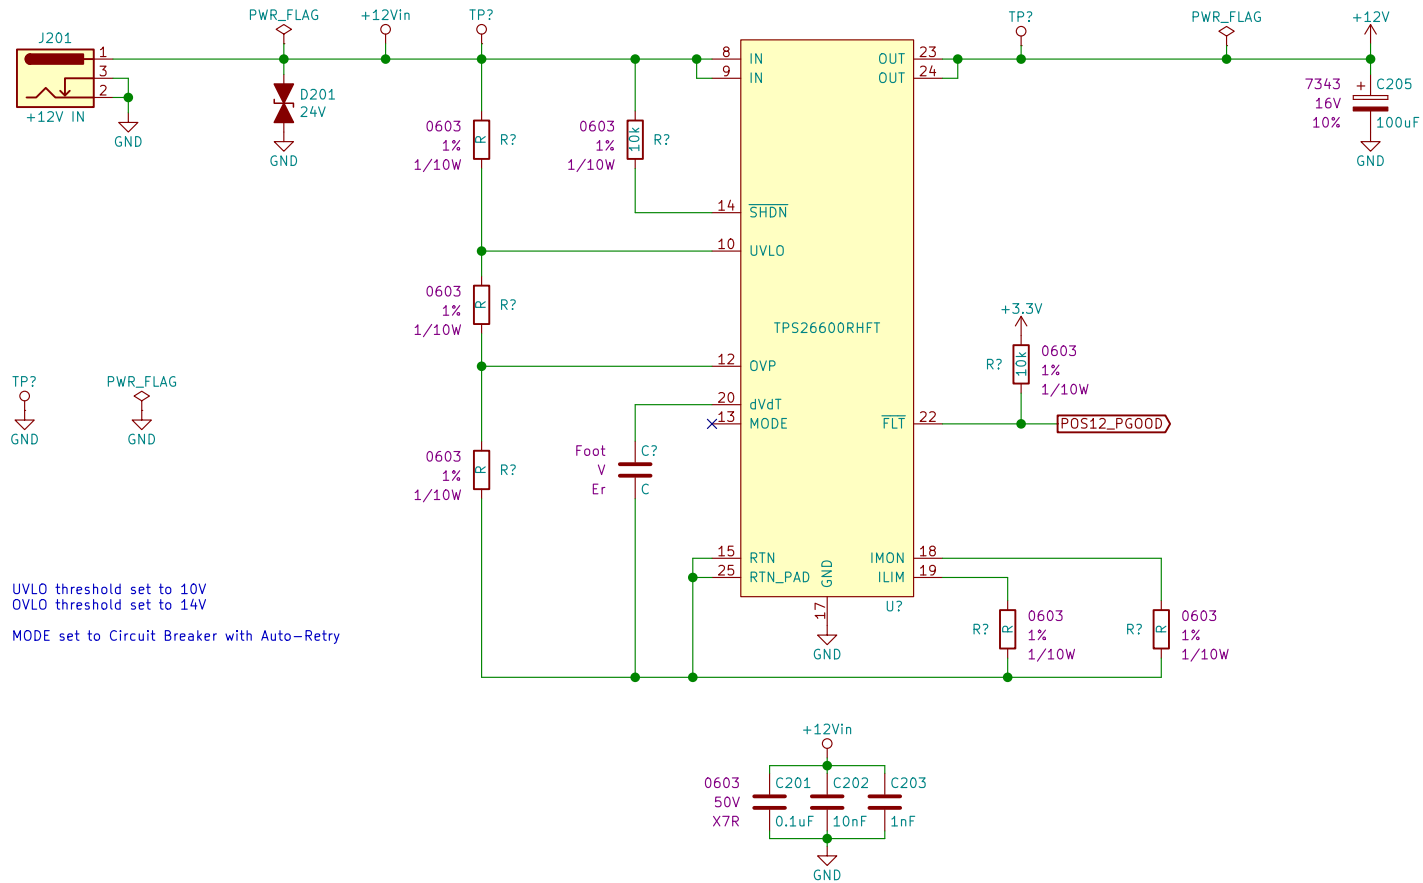 PWR_FLAG
+12Vin
TP?
TP?
PWR_FLAG
+12V
J201
1
3
2
+12V IN
GND
D201
24V
GND
0603
1%
1/10W
R
R?
0603
1%
1/10W
10k
R?
8
IN
9
IN
14
SHDN
10
UVLO
TPS26600RHFT
12
OVP
20
dVdT
13
MODE
15
RTN
25
RTN_PAD
GND
17
GND
OUT
23
OUT
24
FLT
22
IMON
18
ILIM
19
U?
7343
16V
10%
C205
100uF
GND
0603
1%
1/10W
R
R?
+3.3V
R?
10k
0603
1%
1/10W
POS12_PGOOD
TP?
GND
PWR_FLAG
GND
0603
1%
1/10W
R
R?
Foot
V
Er
C?
C
UVLO threshold set to 10V
OVLO threshold set to 14V
MODE set to Circuit Breaker with Auto-Retry
R?
R
0603
1%
1/10W
R?
R
0603
1%
1/10W
+12Vin
0603
50V
X7R
C201
0.1uF
C202
10nF
C203
1nF
GND